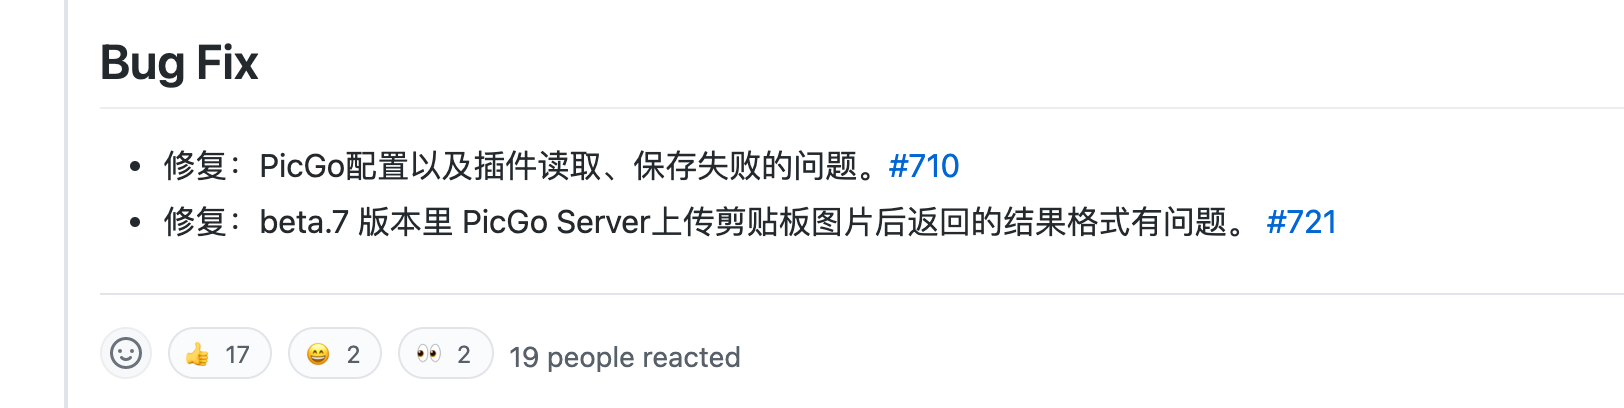 Bug Fix
修复：PicGo配置以及插件读取、保存失败的问题。#710
修复：beta.7 版本里 PicGo Server上传剪贴板图片后返回的结果格式有问题。 #721
17 2 2 19 people reacted